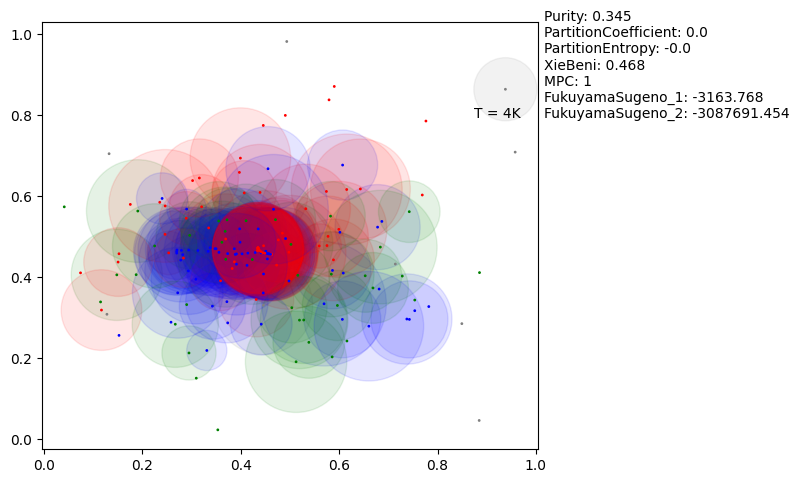 Purity: 0.345
PartitionCoefficient: 0.0
PartitionEntropy: -0.0
XieBeni: 0.468
MPC: 1
FukuyamaSugeno_1: -3163.768
FukuyamaSugeno_2: -3087691.454
T = 4K
1.0
0.8
0.6
0.4
0.2
0.0
0.0 0.2 0.4 0.6 0.8 1.0